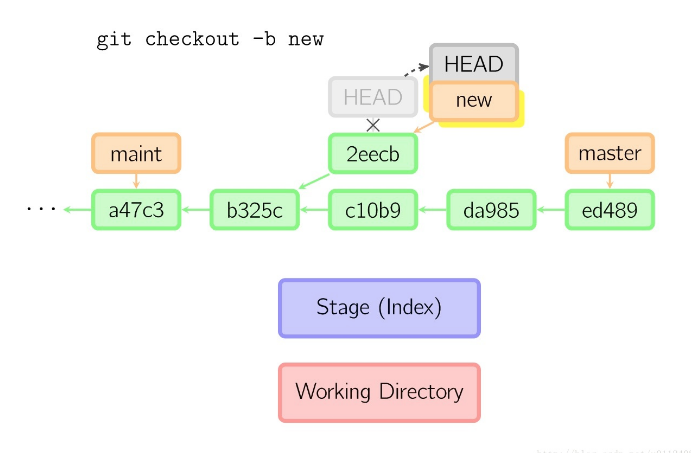 git checkout -b new
HEAD
HEAD
new
maint
2eecb
master
...
a47c3
b325c
c10b9
da985
ed489
Stage (Index)
Working Directory